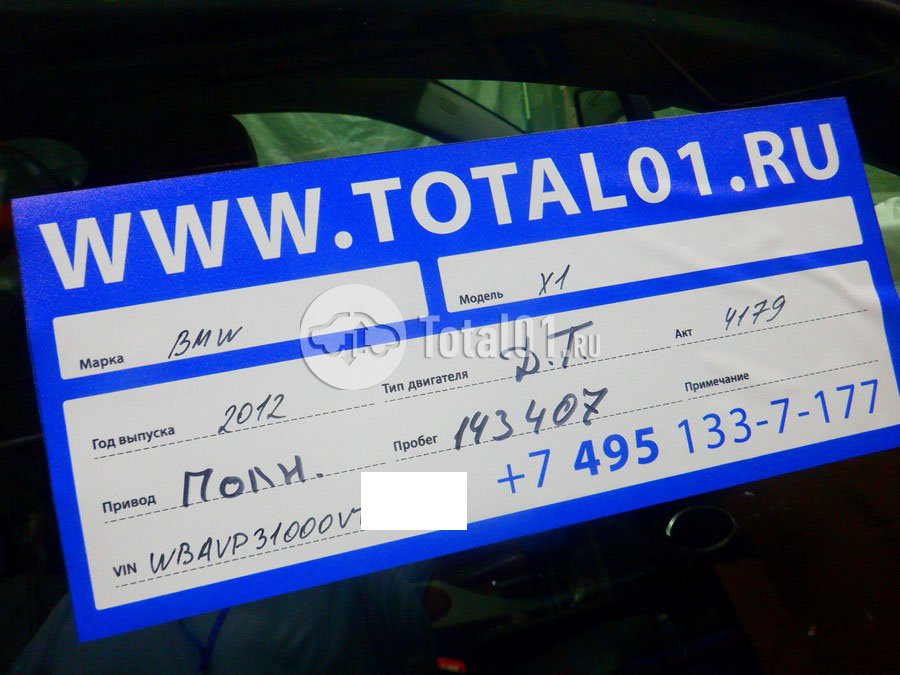 WWW.TOTAL01.RU
Марка BMW
Модель X1
Год выпуска 2012
Тип двигателя Д.Т
Акт 4179
Привод Полн.
Пробег 143407
Примечание
VIN WBAVP31000V
+7 495 133-7-177
Total01.RU